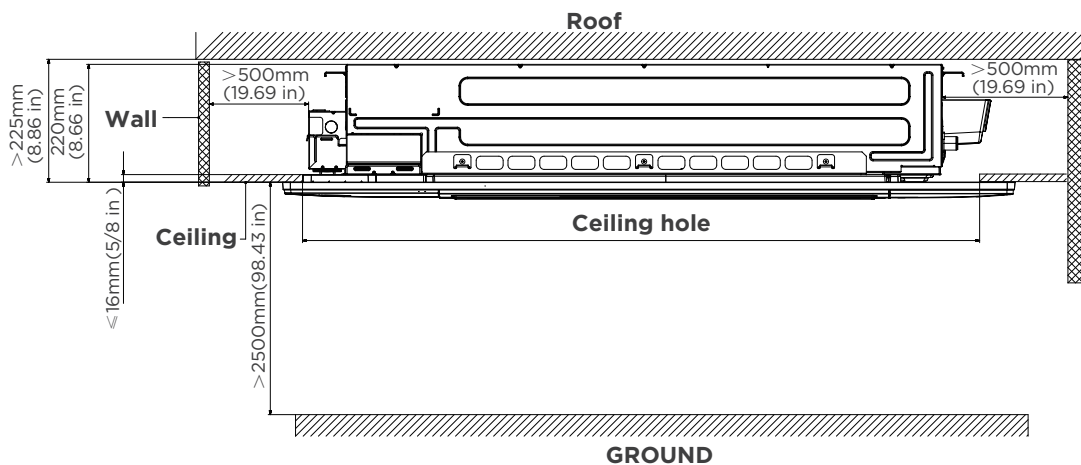 Roof
>500mm
(19.69 in)
>500mm
(19.69 in)
Wall
>225mm
(8.86 in)
220mm
(8.66 in)
Ceiling
Ceiling hole
⩽16mm(5/8 in)
>2500mm(98.43 in)
GROUND